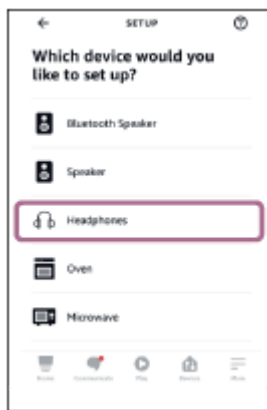 SETUP
Which device would you
like to set up?
Bluetooth Speaker
Speaker
Headphones
Oven
Microwave
Home Communicate Play Devices More